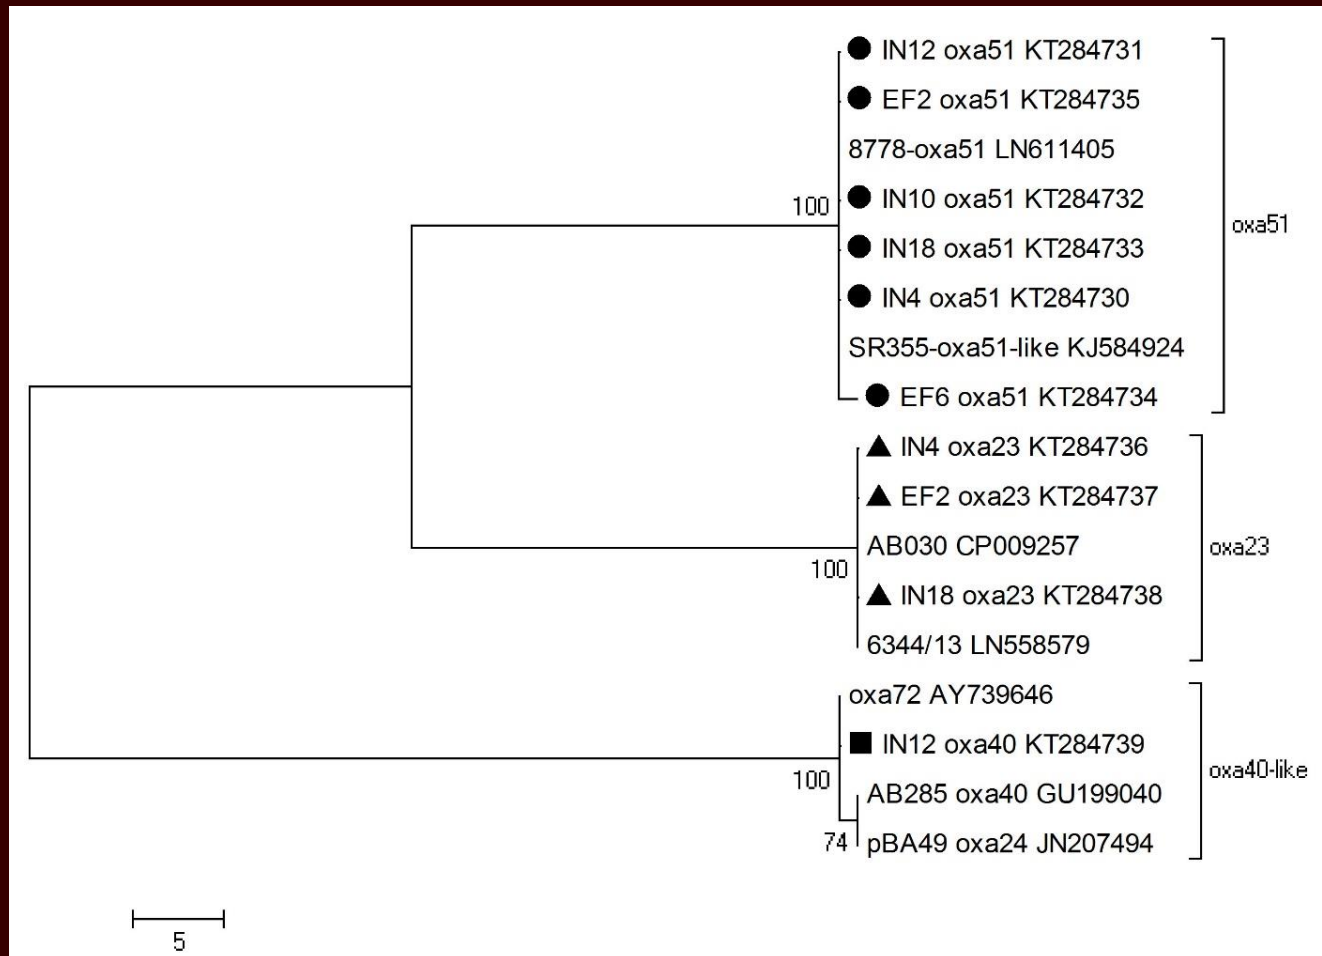 IN12 oxa51 KT284731
EF2 oxa51 KT284735
8778-oxa51 LN611405
100
IN10 oxa51 KT284732
oxa51
IN18 oxa51 KT284733
IN4 oxa51 KT284730
SR355-oxa51-like KJ584924
EF6 oxa51 KT284734
IN4 oxa23 KT284736
EF2 oxa23 KT284737
AB030 CP009257
oxa23
100
IN18 oxa23 KT284738
6344/13 LN558579
oxa72 AY739646
IN12 oxa40 KT284739
oxa40-like
100
AB285 oxa40 GU199040
74
pBA49 oxa24 JN207494
5